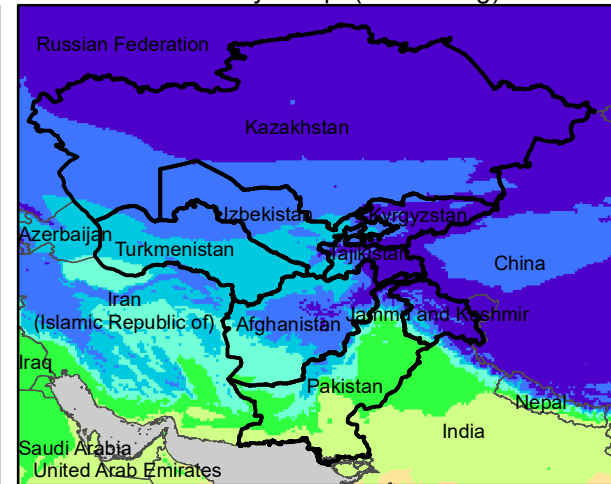 Russian Federation
Kazakhstan
Uzbekistan
Kyrgyzstan
Azerbaijan
Turkmenistan
Tajikistan
China
Iran
(Islamic Republic of)
Afghanistan
Jammu and Kashmir
Iraq
Pakistan
Nepal
India
Saudi Arabia
United Arab Emirates